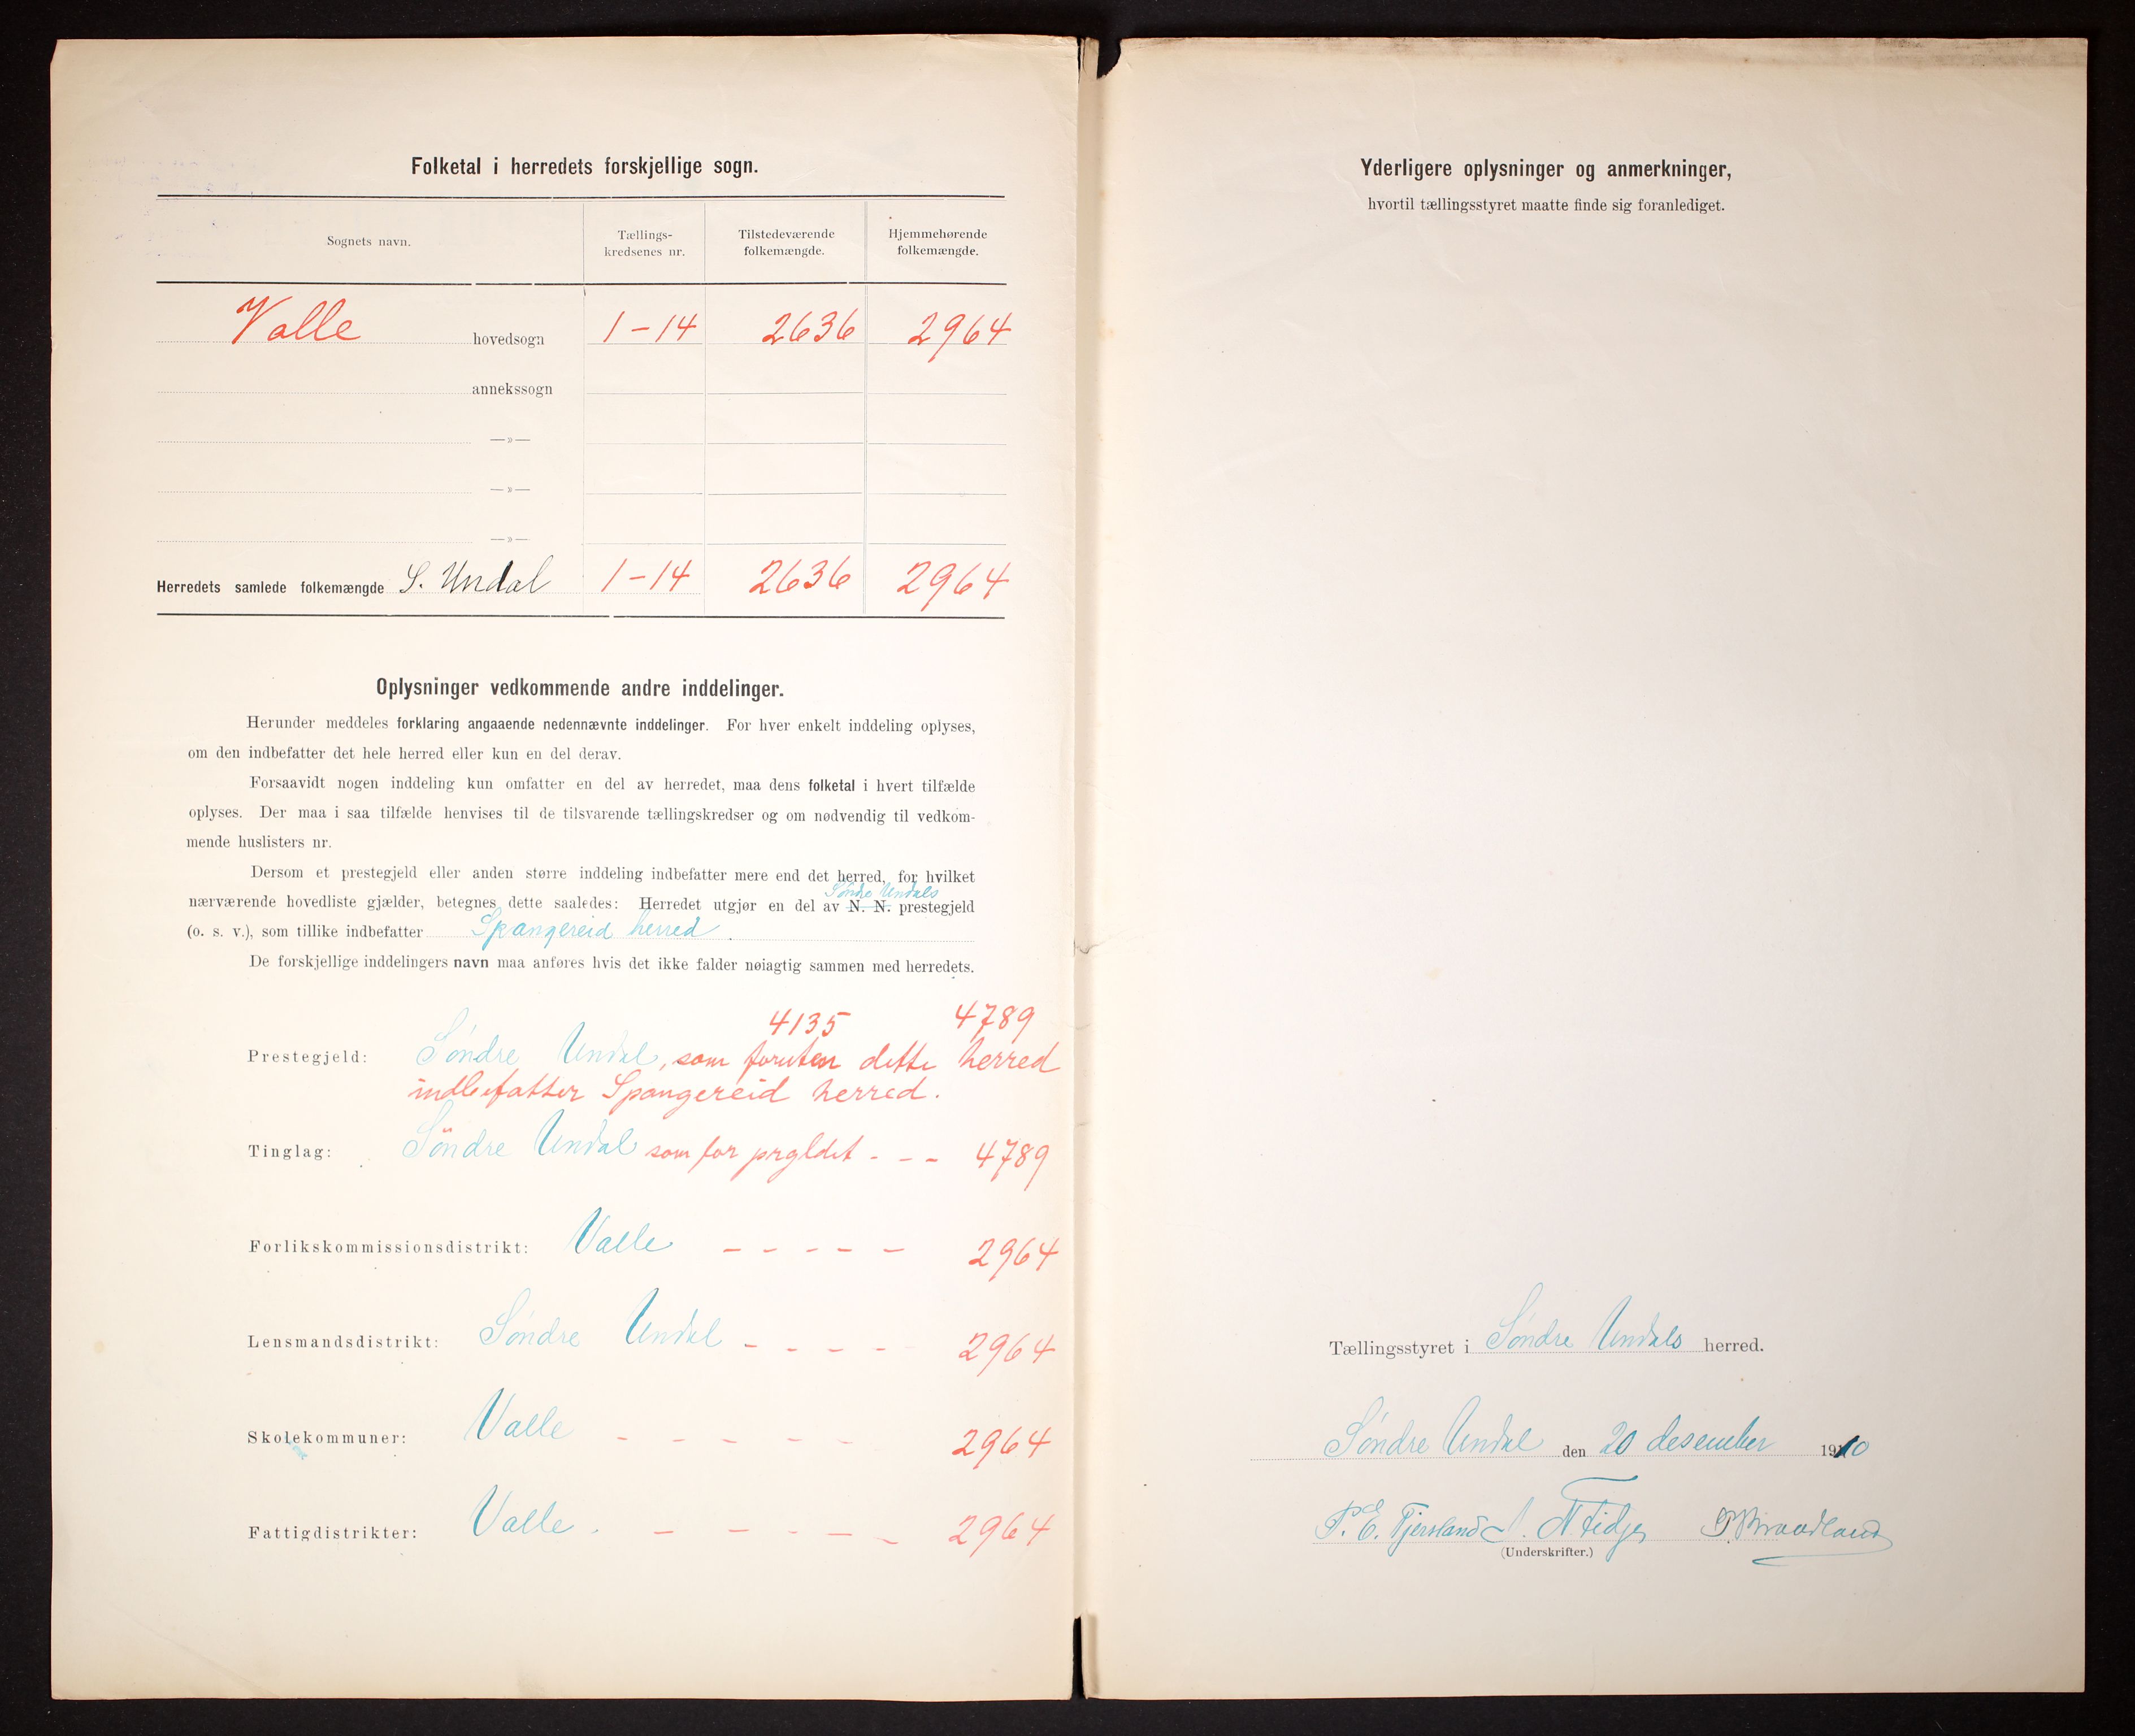 Folketal i herredets forskjellige sogn.
Sognets navn. Tællings-kredsenes nr. Tilstedeværende folkemængde. Hjemmehørende folkemængde.
Valle hovedsogn 1-14 2636 2964
annekssogn
—»—
—»—
—»—
Herredets samlede folkemængde S. Undal 1-14 2636 2964
Oplysninger vedkommende andre inddelinger.
Herunder meddeles forklaring angaaende nedennævnte inddelinger. For hver enkelt inddeling oplyses,
om den indbefatter det hele herred eller kun en del derav.
Forsaavidt nogen inddeling kun omfatter en del av herredet, maa dens folketal i hvert tilfælde
oplyses. Der maa i saa tilfælde henvises til de tilsvarende tællingskredser og om nødvendig til vedkom-
mende huslisters nr.
Dersom et prestegjeld eller anden større inddeling indbefatter mere end det herred, for hvilket
Søndre Undals
nærværende hovedliste gjælder, betegnes dette saaledes: Herredet utgjør en del av N. N. prestegjeld
(o. s. v.), som tillike indbefatter Spangereid herred.
De forskjellige inddelingers navn maa anføres hvis det ikke falder nøiagtig sammen med herredets.
4135 4789
Prestegjeld: Søndre Undal, som foruten dette herred
indbefatter Spangereid herred.
Tinglag: Søndre Undal som for prgldet - - - 4789
Forlikskommissionsdistrikt: Valle - - - - - 2964
Lensmandsdistrikt: Søndre Undal - - - - 2964
Skolekommuner: Valle - - - - - 2964
Fattigdistrikter: Valle. - - - - - 2964
Yderligere oplysninger og anmerkninger,
hvortil tællingsstyret maatte finde sig foranlediget.
Tællingsstyret i Søndre Undals herred.
Søndre Undal den 20 desember 1910
P. E. Tjersland
(Underskrifter.)